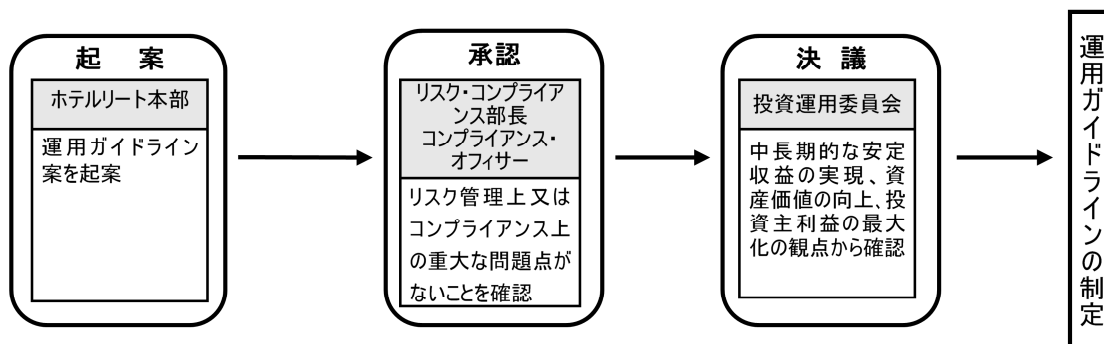 起 案
ホテルリート本部
運用ガイドライン
案を起案
承認
リスク・コンプライア
ンス部長
コンプライアンス・
オフィサー
リスク管理上又は
コンプライアンス上
の重大な問題点が
ないことを確認
決 議
投資運用委員会
中長期的な安定
収益の実現、資
産価値の向上、投
資主利益の最大
化の観点から確認
運用ガイドラインの制定